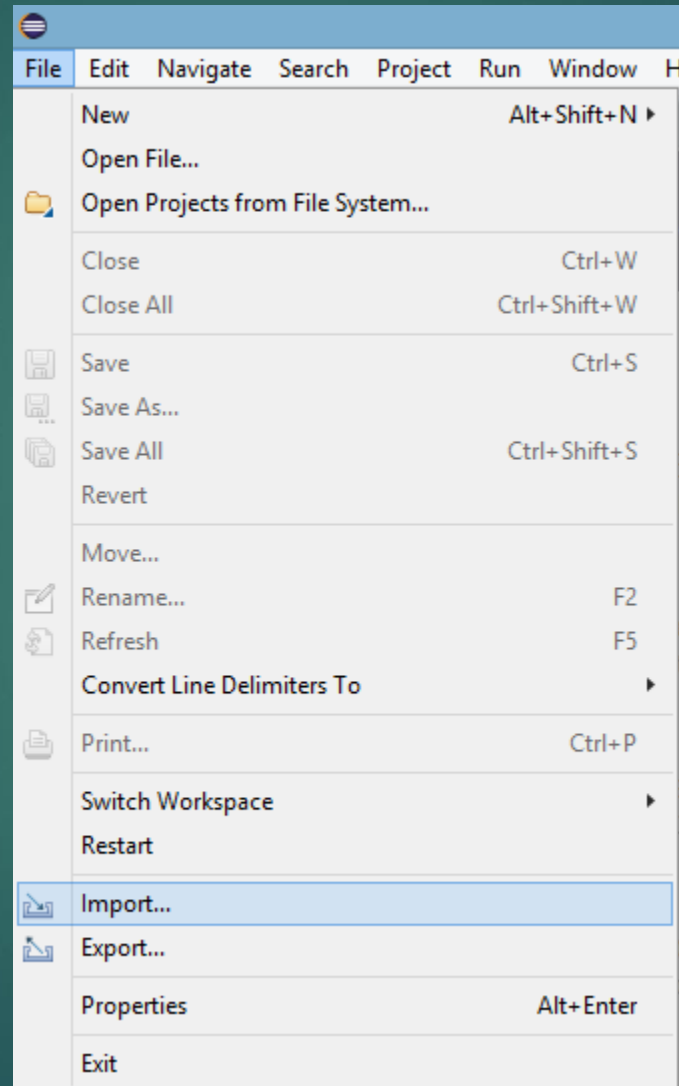 File Edit Navigate Search Project Run Window H
New Alt+Shift+N
Open File...
Open Projects from File System...
Close Ctrl+W
Close All Ctrl+Shift+W
Save Ctrl+S
Save As...
Save All Ctrl+Shift+S
Revert
Move...
Rename... F2
Refresh F5
Convert Line Delimiters To
Print... Ctrl+P
Switch Workspace
Restart
Import...
Export...
Properties Alt+Enter
Exit